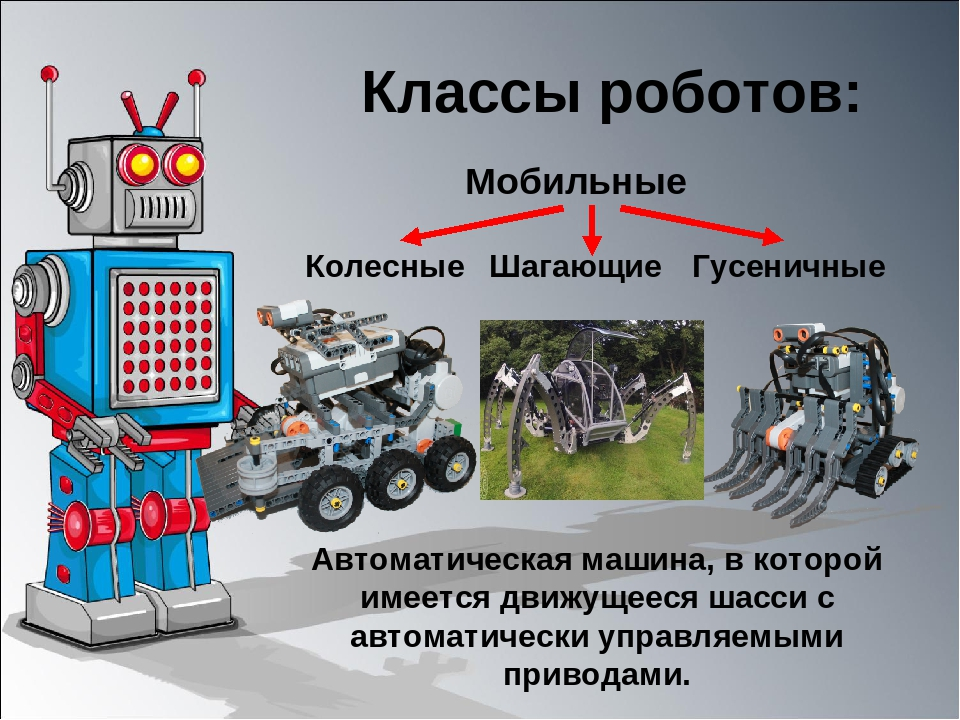 Классы роботов:
Мобильные
Колесные Шагающие Гусеничные
Автоматическая машина, в которой
имеется движущееся шасси с
автоматически управляемыми
приводами.